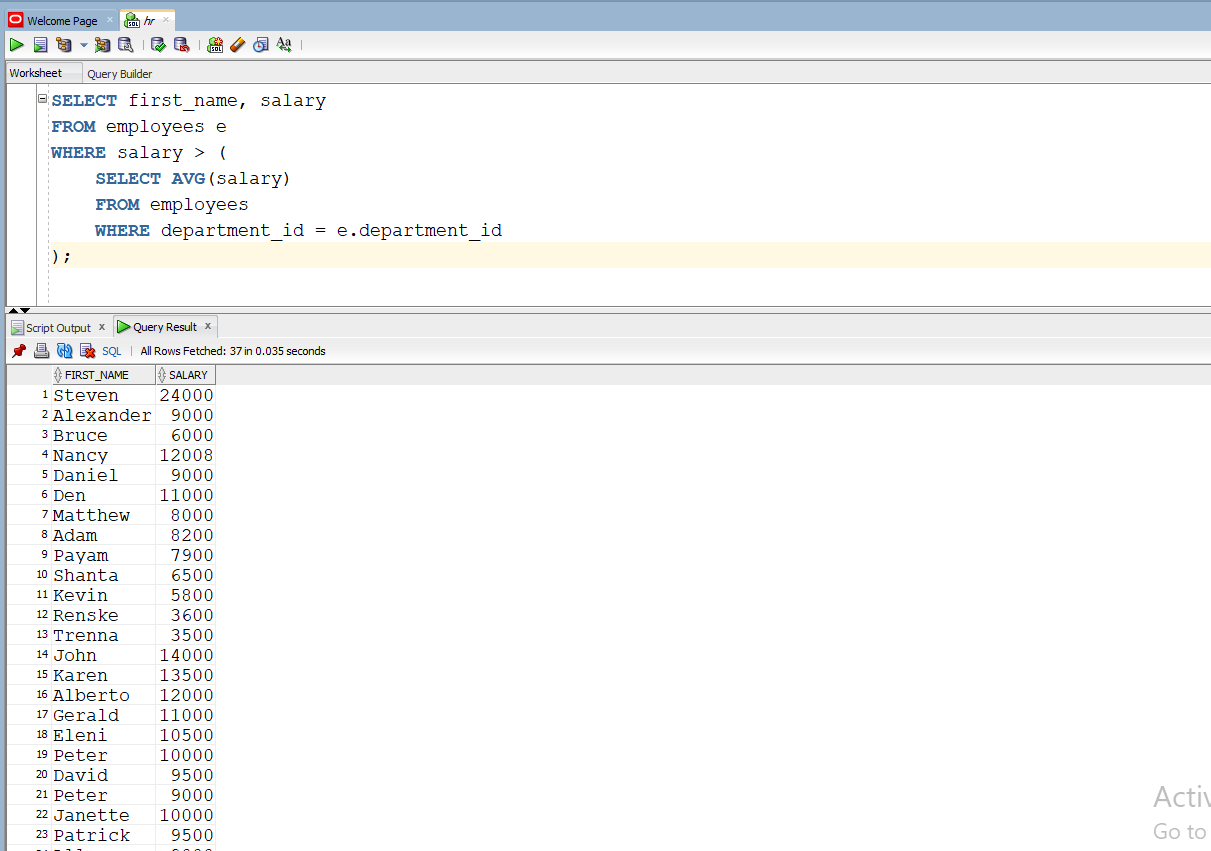 Welcome Page hr
Worksheet Query Builder
SELECT first_name, salary
FROM employees e
WHERE salary > (
    SELECT AVG(salary)
    FROM employees
    WHERE department_id = e.department_id
);
Script Output x Query Result x
SQL | All Rows Fetched: 37 in 0.035 seconds
FIRST_NAME SALARY
1 Steven 24000
2 Alexander 9000
3 Bruce 6000
4 Nancy 12008
5 Daniel 9000
6 Den 11000
7 Matthew 8000
8 Adam 8200
9 Payam 7900
10 Shanta 6500
11 Kevin 5800
12 Renske 3600
13 Trenna 3500
14 John 14000
15 Karen 13500
16 Alberto 12000
17 Gerald 11000
18 Eleni 10500
19 Peter 10000
20 David 9500
21 Peter 9000
22 Janette 10000
23 Patrick 9500
Activ
Go to